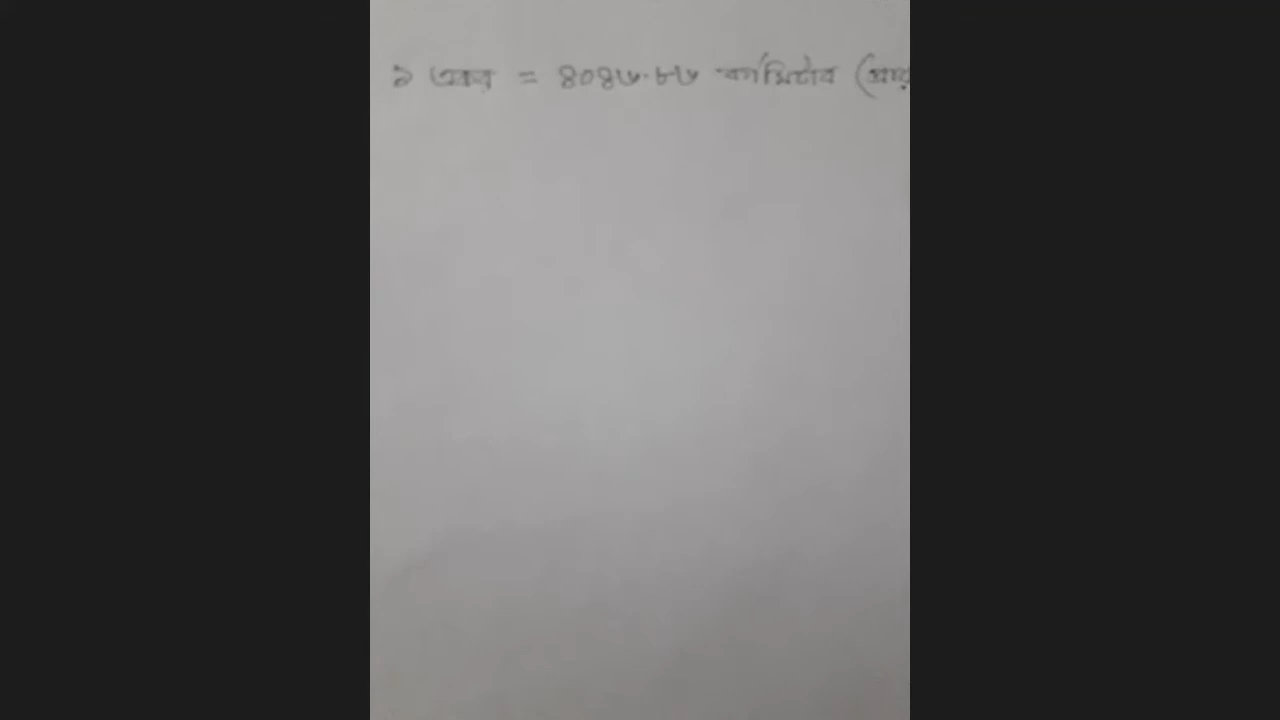 ১ একর = ৪০৪৬.৮৬ বর্গমিটার (প্রায়